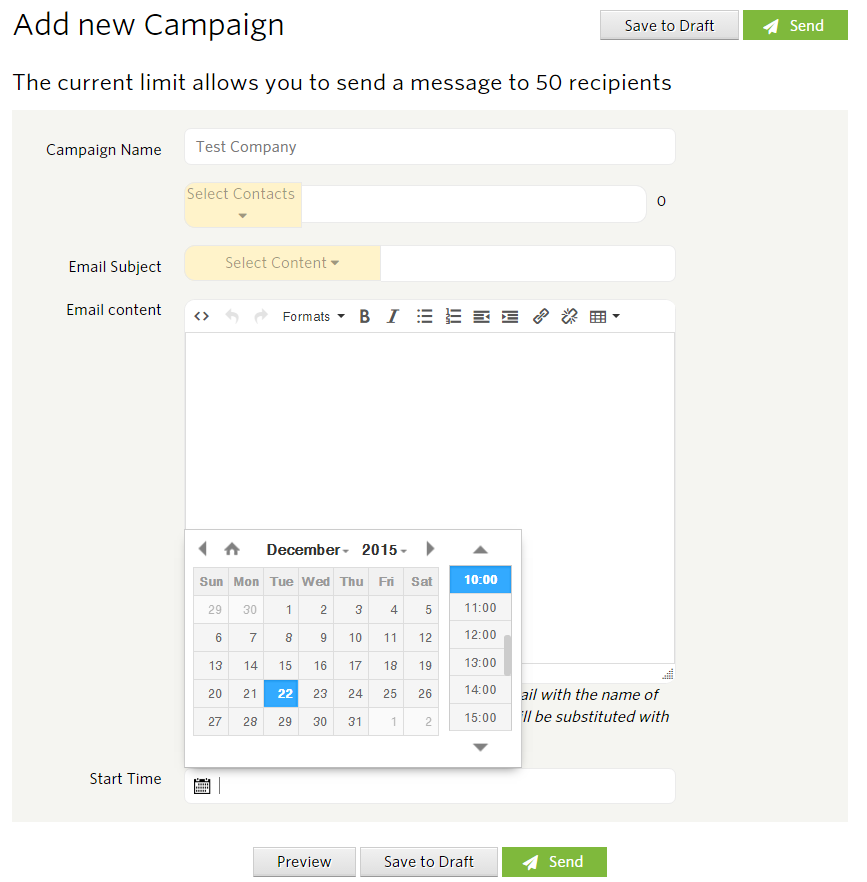 Add new Campaign
Save to Draft
Send
The current limit allows you to send a message to 50 recipients
Campaign Name
Test Company
Select Contacts
0
Email Subject
Select Content
Email content
Formats
B I
December 2015
Sun Mon Tue Wed Thu Fri Sat
29 30 1 2 3 4 5
6 7 8 9 10 11 12
13 14 15 16 17 18 19
20 21 22 23 24 25 26
27 28 29 30 31 1 2
10:00
11:00
12:00
13:00
14:00
15:00
ail with the name of
ll be substituted with
Start Time
Preview
Save to Draft
Send